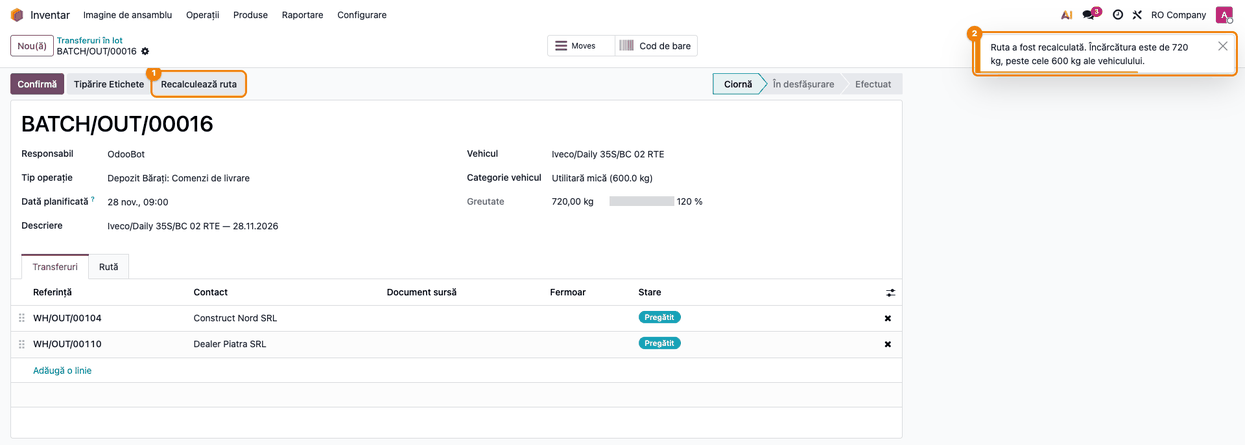 Inventar Imagine de ansamblu Operații Produse Raportare Configurare
AI 3 RO Company A
Nou(ă)
Transferuri în lot
BATCH/OUT/00016
Moves Cod de bare
2
Ruta a fost recalculată. Încărcătura este de 720
kg, peste cele 600 kg ale vehiculului.
1
Confirmă Tipărire Etichete Recalculează ruta
Ciornă În desfășurare Efectuat
BATCH/OUT/00016
Responsabil OdooBot
Vehicul Iveco/Daily 35S/BC 02 RTE
Tip operație Depozit Bărați: Comenzi de livrare
Categorie vehicul Utilitară mică (600.0 kg)
Dată planificată ? 28 nov., 09:00
Greutate 720,00 kg 120 %
Descriere Iveco/Daily 35S/BC 02 RTE — 28.11.2026
Transferuri Rută
Referință Contact Document sursă Fermoar Stare
WH/OUT/00104 Construct Nord SRL Pregătit
WH/OUT/00110 Dealer Piatra SRL Pregătit
Adăugă o linie